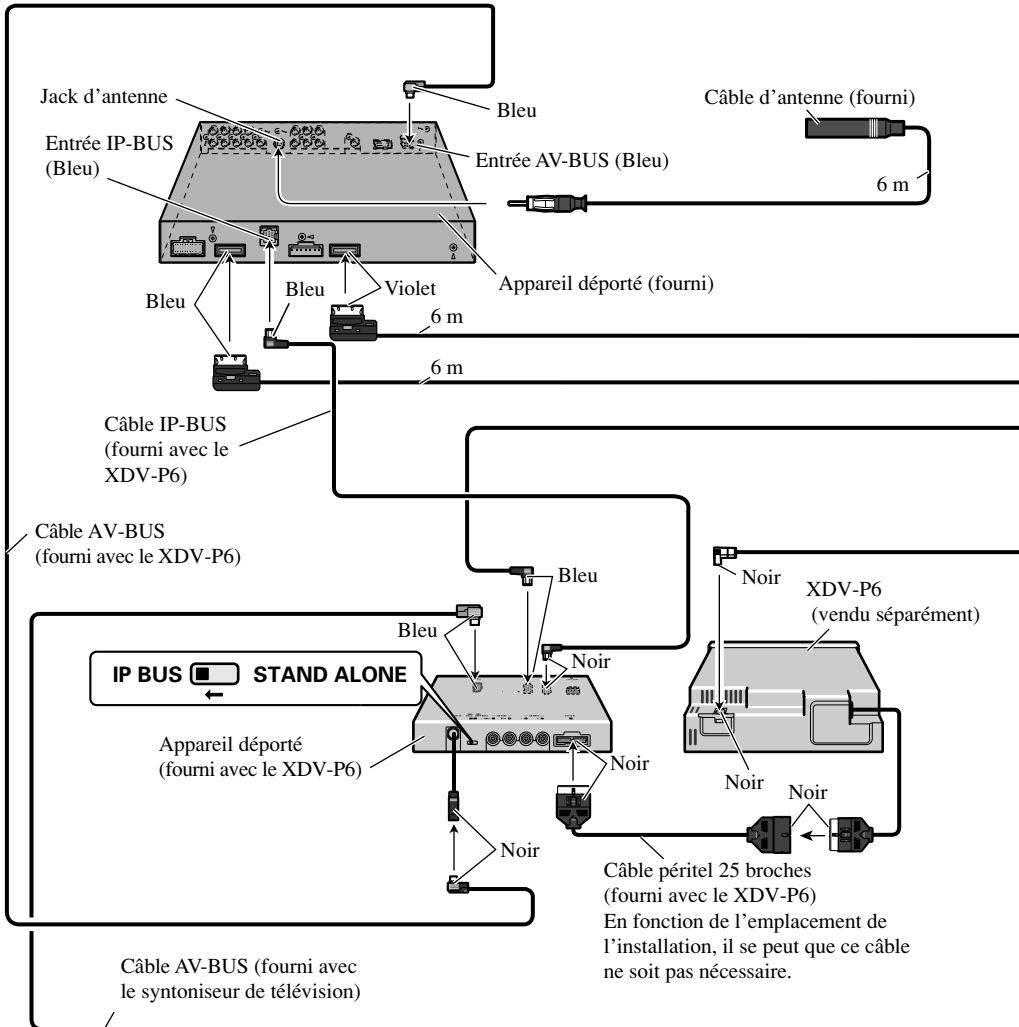 Jack d’antenne
Bleu
Câble d’antenne (fourni)
Entrée IP-BUS
(Bleu)
Entrée AV-BUS (Bleu)
6 m
Appareil déporté (fourni)
Bleu
Bleu
Violet
6 m
6 m
Câble IP-BUS
(fourni avec le
XDV-P6)
Câble AV-BUS
(fourni avec le XDV-P6)
Bleu
Noir
XDV-P6
(vendu séparément)
Bleu
Noir
IP BUS STAND ALONE
Appareil déporté
(fourni avec le XDV-P6)
Noir
Noir
Noir
Noir
Câble péritel 25 broches
(fourni avec le XDV-P6)
En fonction de l’emplacement de
l’installation, il se peut que ce câble
ne soit pas nécessaire.
Câble AV-BUS (fourni avec
le syntoniseur de télévision)